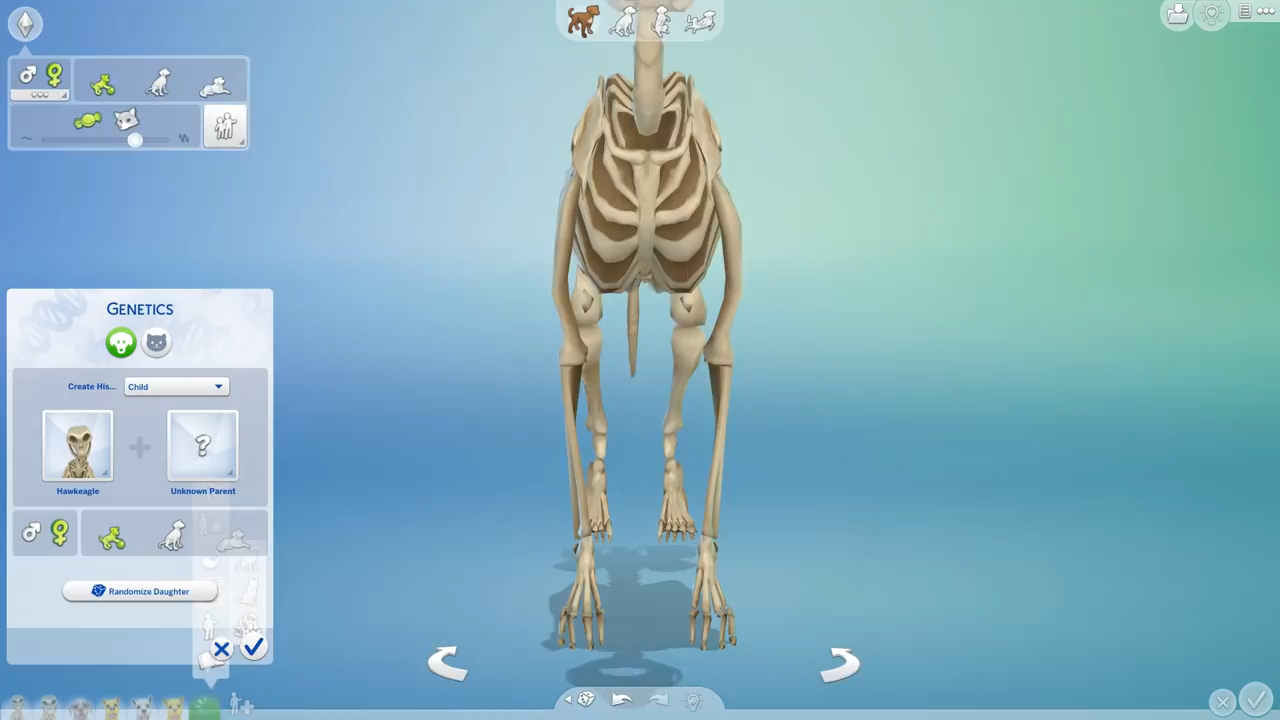 GENETICS
Create His... Child
Hawkeagle Unknown Parent
Randomize Daughter